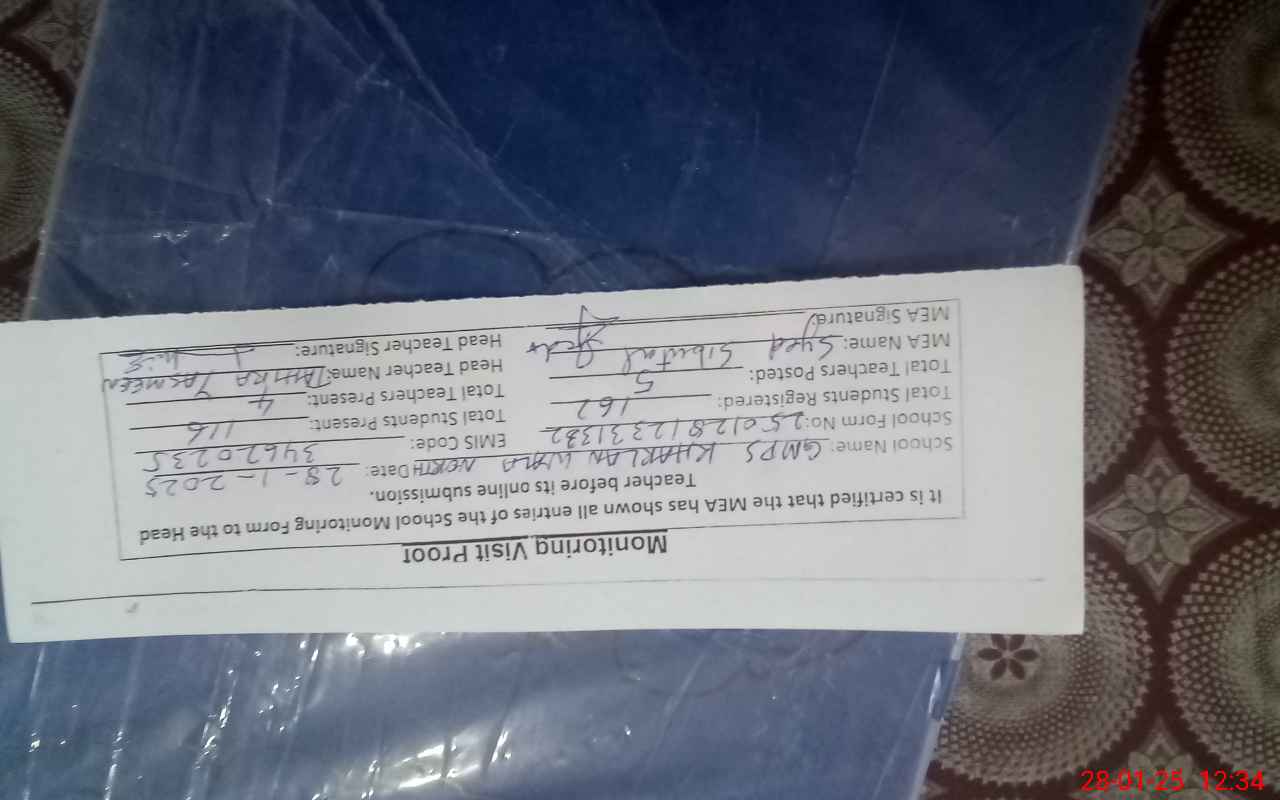 Monitoring Visit Proof
It is certified that the MEA has shown all entries of the School Monitoring Form to the Head
Teacher before its online submission.
School Name: GMPS KHARLAN WALA NORTH Date: 28-1-2025
School Form No: 2501281233132 EMIS Code: 34620235
Total Students Registered: 162 Total Students Present: 116
Total Teachers Posted: 5 Total Teachers Present: 4
MEA Name: Syed Head Teacher Name: TAHIRA YASMEEN
MEA Signature: Head Teacher Signature:
28-01-25 12:34